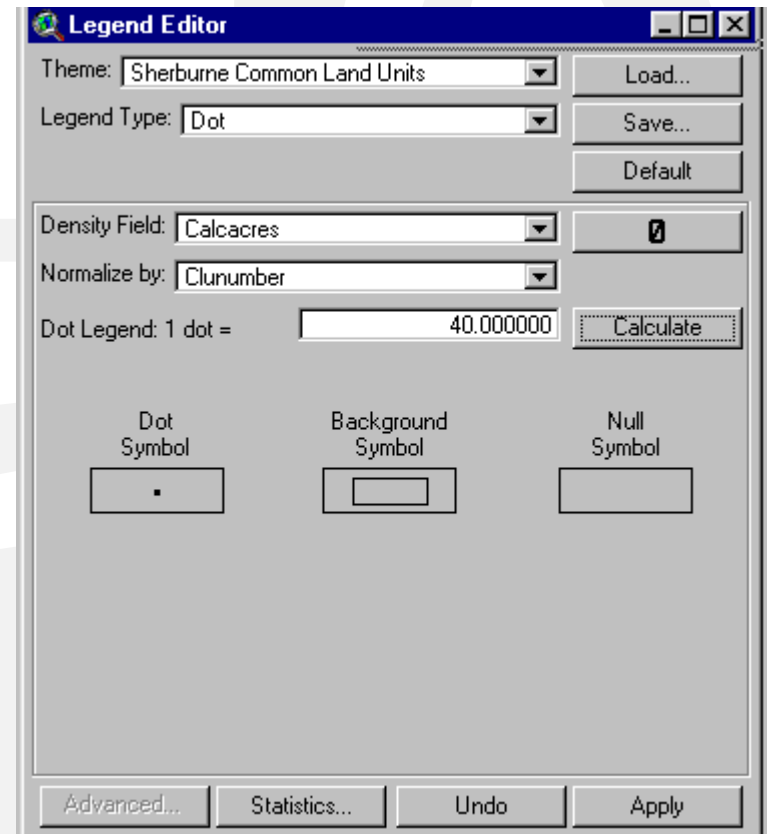 Legend Editor
Theme: Sherburne Common Land Units Load...
Legend Type: Dot Save...
Default
Density Field: Calcacres 0
Normalize by: Clunumber
Dot Legend: 1 dot = 40.000000 Calculate
Dot Background Null
Symbol Symbol Symbol
Advanced... Statistics... Undo Apply